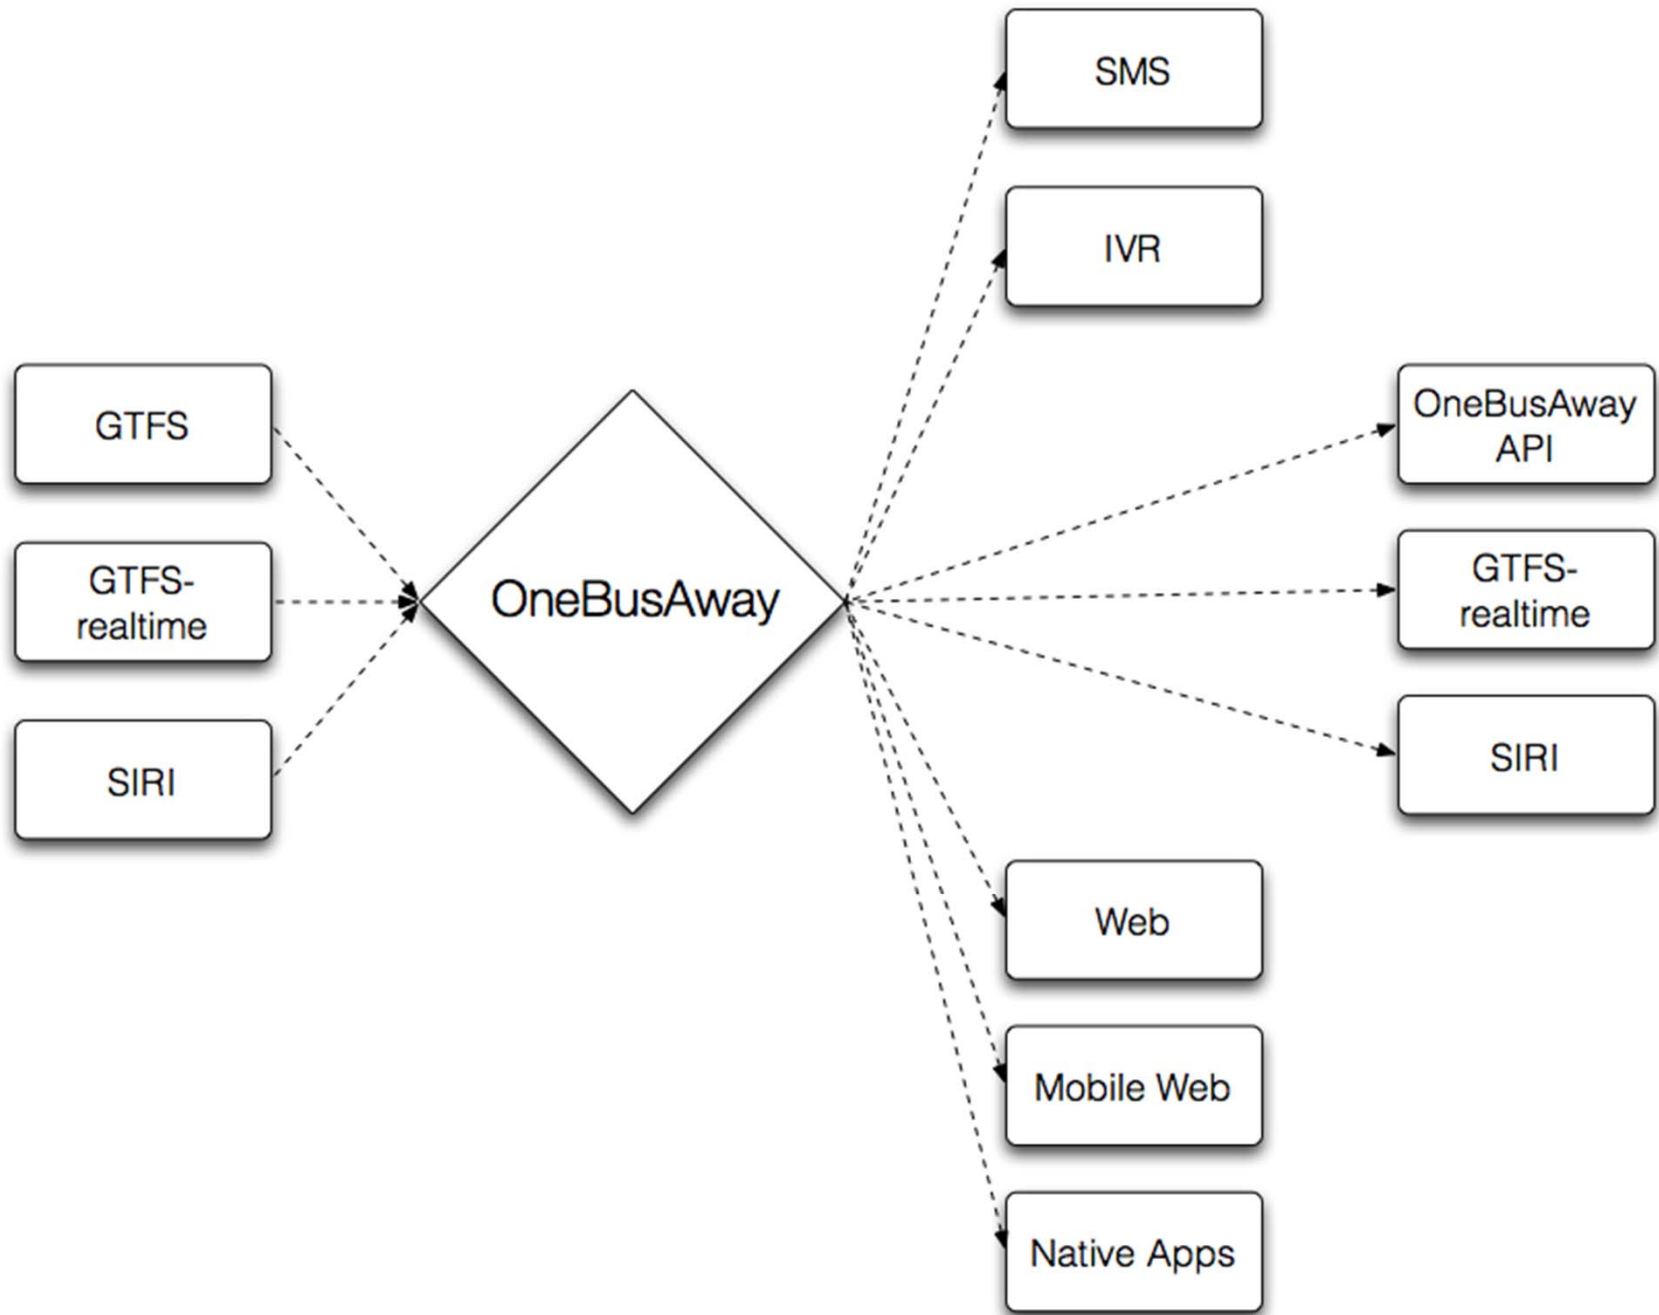 SMS
IVR
GTFS
GTFS-
realtime
SIRI
OneBusAway
OneBusAway
API
GTFS-
realtime
SIRI
Web
Mobile Web
Native Apps